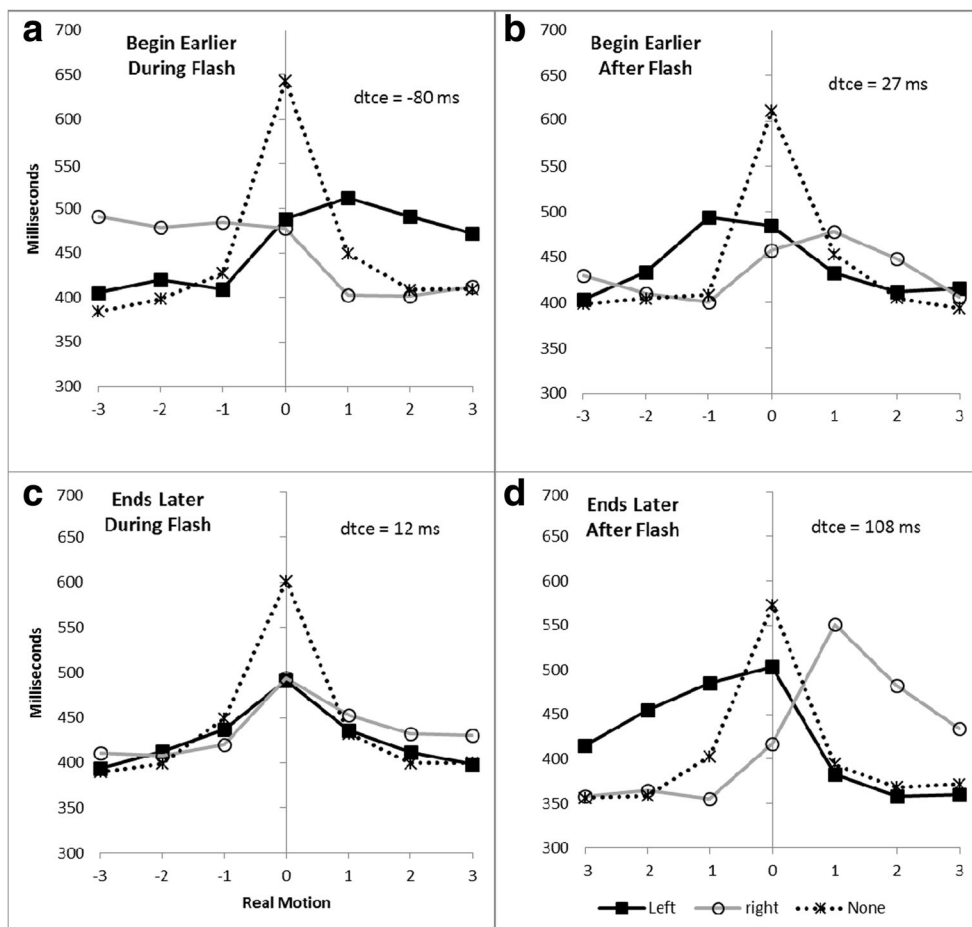 a
Begin Earlier
During Flash
dtce = -80 ms
700
650
600
550
500
450
400
350
300
Milliseconds
-3 -2 -1 0 1 2 3
b
Begin Earlier
After Flash
dtce = 27 ms
700
650
600
550
500
450
400
350
300
-3 -2 -1 0 1 2 3
c
Ends Later
During Flash
dtce = 12 ms
700
650
600
550
500
450
400
350
300
Milliseconds
-3 -2 -1 0 1 2 3
Real Motion
d
Ends Later
After Flash
dtce = 108 ms
700
650
600
550
500
450
400
350
300
3 2 1 0 1 2 3
Left right None